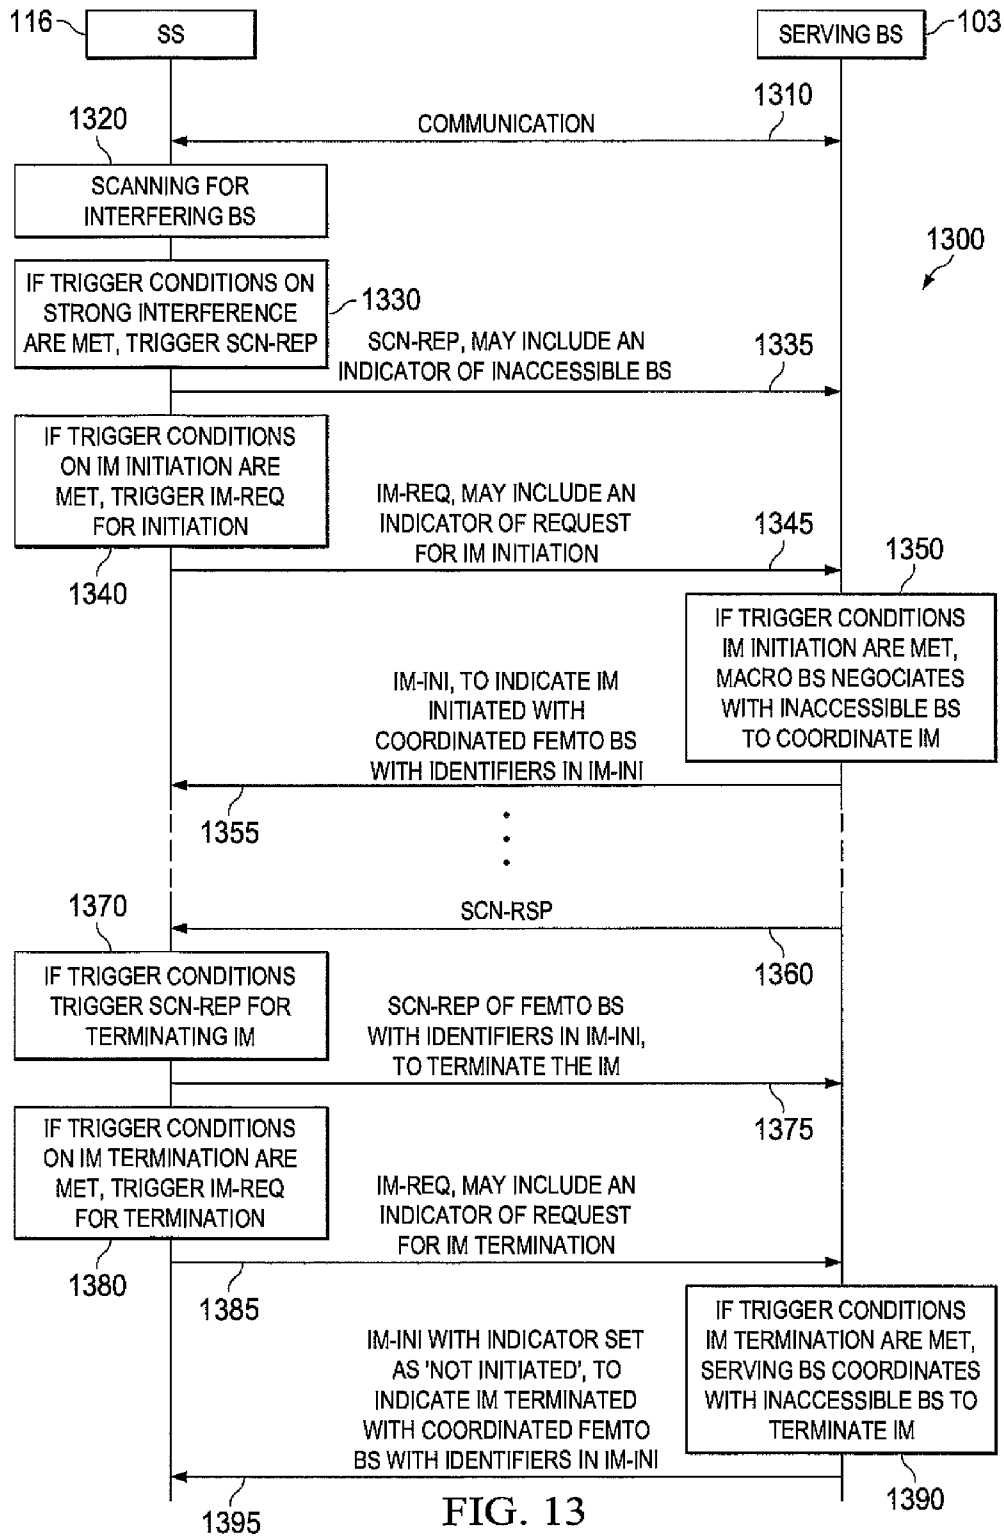 116
SS
SERVING BS
103
1310
COMMUNICATION
1320
SCANNING FOR
INTERFERING BS
1300
IF TRIGGER CONDITIONS ON
STRONG INTERFERENCE
ARE MET, TRIGGER SCN-REP
1330
SCN-REP, MAY INCLUDE AN
INDICATOR OF INACCESSIBLE BS
1335
IF TRIGGER CONDITIONS
ON IM INITIATION ARE
MET, TRIGGER IM-REQ
FOR INITIATION
1340
IM-REQ, MAY INCLUDE AN
INDICATOR OF REQUEST
FOR IM INITIATION
1345
1350
IF TRIGGER CONDITIONS
IM INITIATION ARE MET,
MACRO BS NEGOCIATES
WITH INACCESSIBLE BS
TO COORDINATE IM
IM-INI, TO INDICATE IM
INITIATED WITH
COORDINATED FEMTO BS
WITH IDENTIFIERS IN IM-INI
1355
SCN-RSP
1360
1370
IF TRIGGER CONDITIONS
TRIGGER SCN-REP FOR
TERMINATING IM
SCN-REP OF FEMTO BS
WITH IDENTIFIERS IN IM-INI,
TO TERMINATE THE IM
1375
IF TRIGGER CONDITIONS
ON IM TERMINATION ARE
MET, TRIGGER IM-REQ
FOR TERMINATION
1380
IM-REQ, MAY INCLUDE AN
INDICATOR OF REQUEST
FOR IM TERMINATION
1385
IF TRIGGER CONDITIONS
IM TERMINATION ARE MET,
SERVING BS COORDINATES
WITH INACCESSIBLE BS TO
TERMINATE IM
1390
IM-INI WITH INDICATOR SET
AS 'NOT INITIATED', TO
INDICATE IM TERMINATED
WITH COORDINATED FEMTO
BS WITH IDENTIFIERS IN IM-INI
1395
FIG. 13